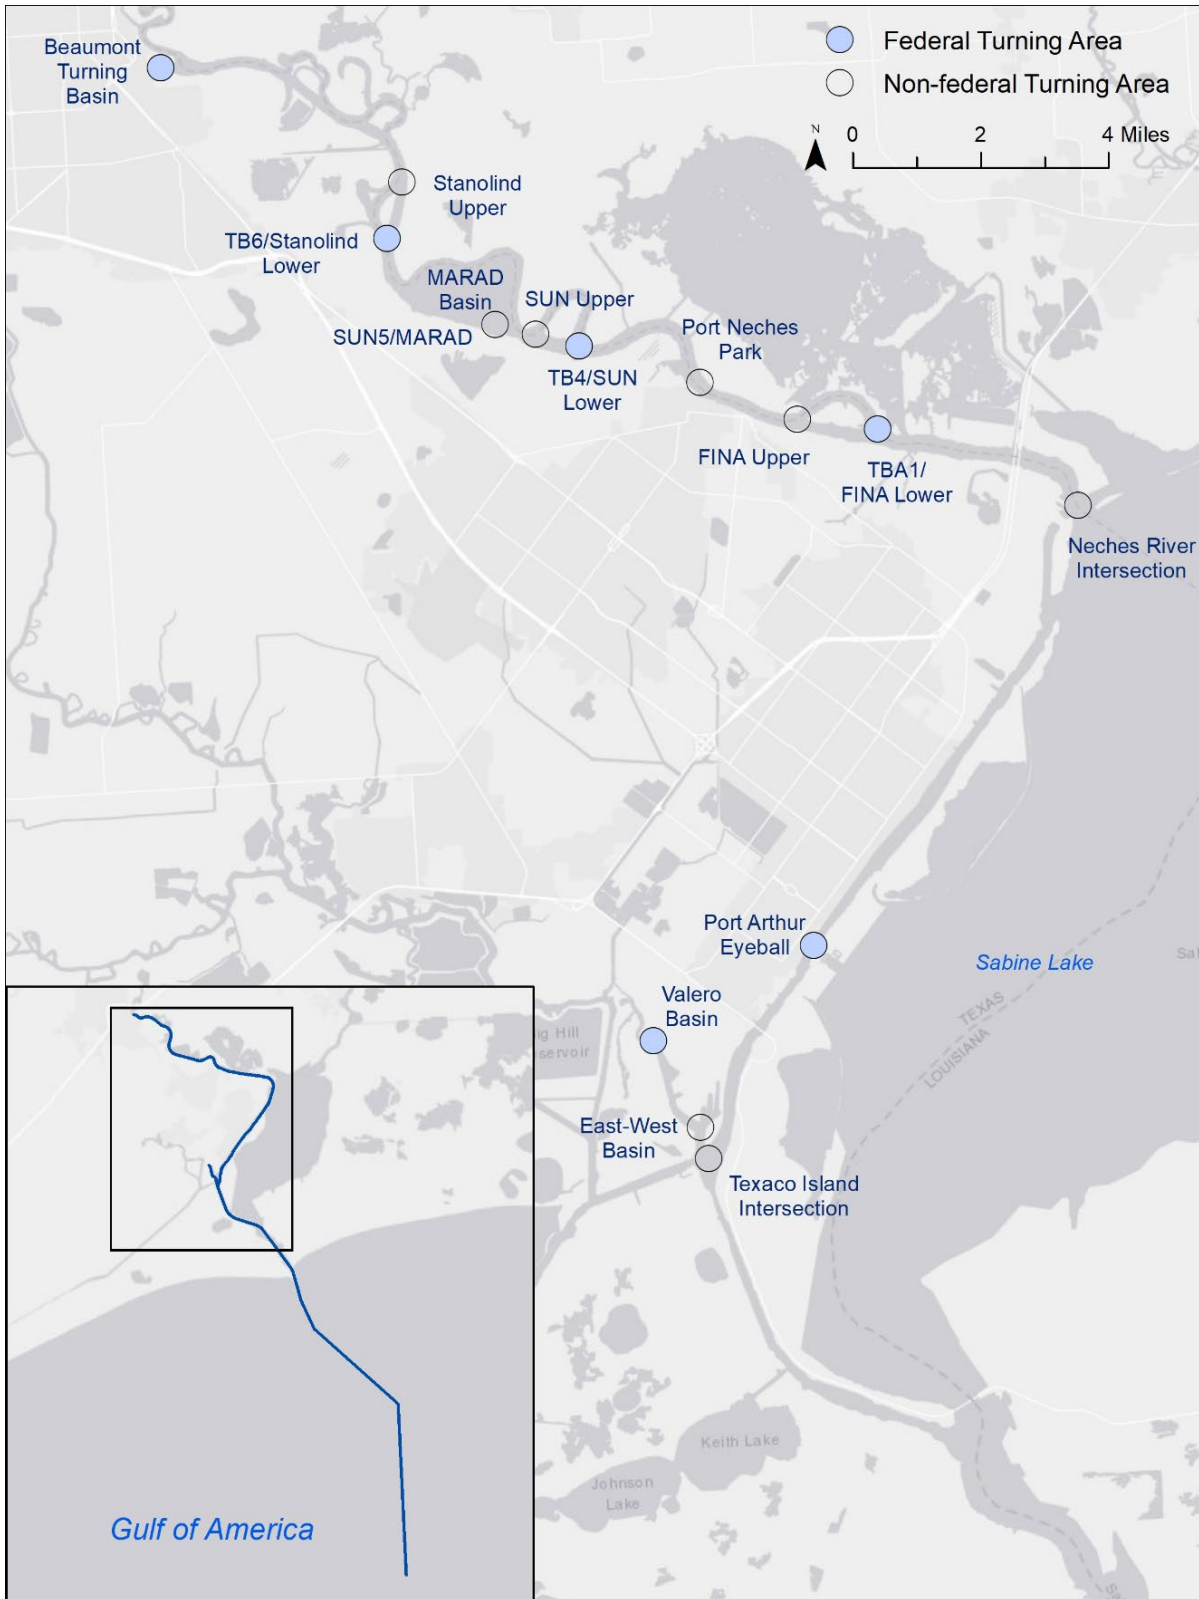 Beaumont
Turning
Basin
Federal Turning Area
Non-federal Turning Area
N
0 2 4 Miles
Stanolind
Upper
TB6/Stanolind
Lower
MARAD
Basin
SUN Upper
SUN5/MARAD
Port Neches
Park
TB4/SUN
Lower
FINA Upper
TBA1/
FINA Lower
Neches River
Intersection
Port Arthur
Eyeball
Sabine Lake
TEXAS
LOUISIANA
Valero
Basin
East-West
Basin
Texaco Island
Intersection
Keith Lake
Johnson
Lake
Gulf of America
Hill